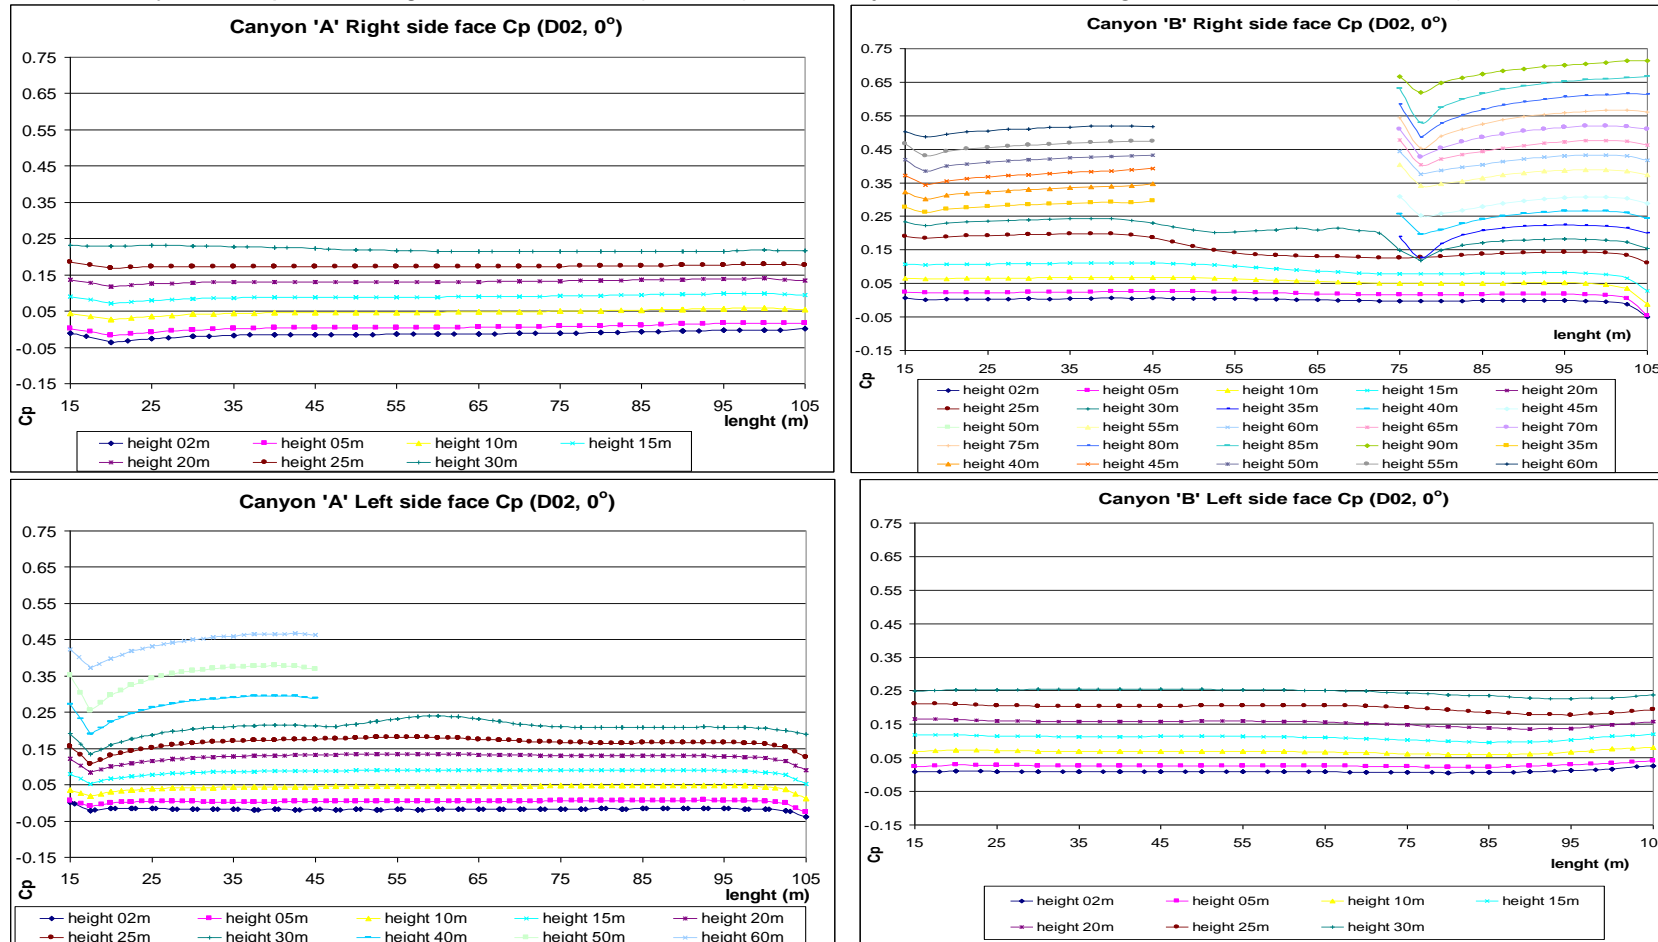 Canyon 'A' Right side face Cp (D02, 0°)
0.75
0.65
0.55
0.45
0.35
0.25
0.15
0.05
-0.05
-0.15
15 25 35 45 55 65 75 85 95 105
Cp
lenght (m)
height 02m height 05m height 10m height 15m
height 20m height 25m height 30m
Canyon 'B' Right side face Cp (D02, 0°)
0.75
0.65
0.55
0.45
0.35
0.25
0.15
0.05
-0.05
-0.15
lenght (m)
15 25 35 45 55 65 75 85 95 105
Cp
height 02m height 05m height 10m height 15m height 20m
height 25m height 30m height 35m height 40m height 45m
height 50m height 55m height 60m height 65m height 70m
height 75m height 80m height 85m height 90m height 35m
height 40m height 45m height 50m height 55m height 60m
Canyon 'A' Left side face Cp (D02, 0°)
0.75
0.65
0.55
0.45
0.35
0.25
0.15
0.05
-0.05
-0.15
15 25 35 45 55 65 75 85 95 105
Cp
lenght (m)
height 02m height 05m height 10m height 15m height 20m
height 25m height 30m height 40m height 50m height 60m
Canyon 'B' Left side face Cp (D02, 0°)
0.75
0.65
0.55
0.45
0.35
0.25
0.15
0.05
-0.05
-0.15
15 25 35 45 55 65 75 85 95 10
Cp
lenght (m)
height 02m height 05m height 10m height 15m
height 20m height 25m height 30m